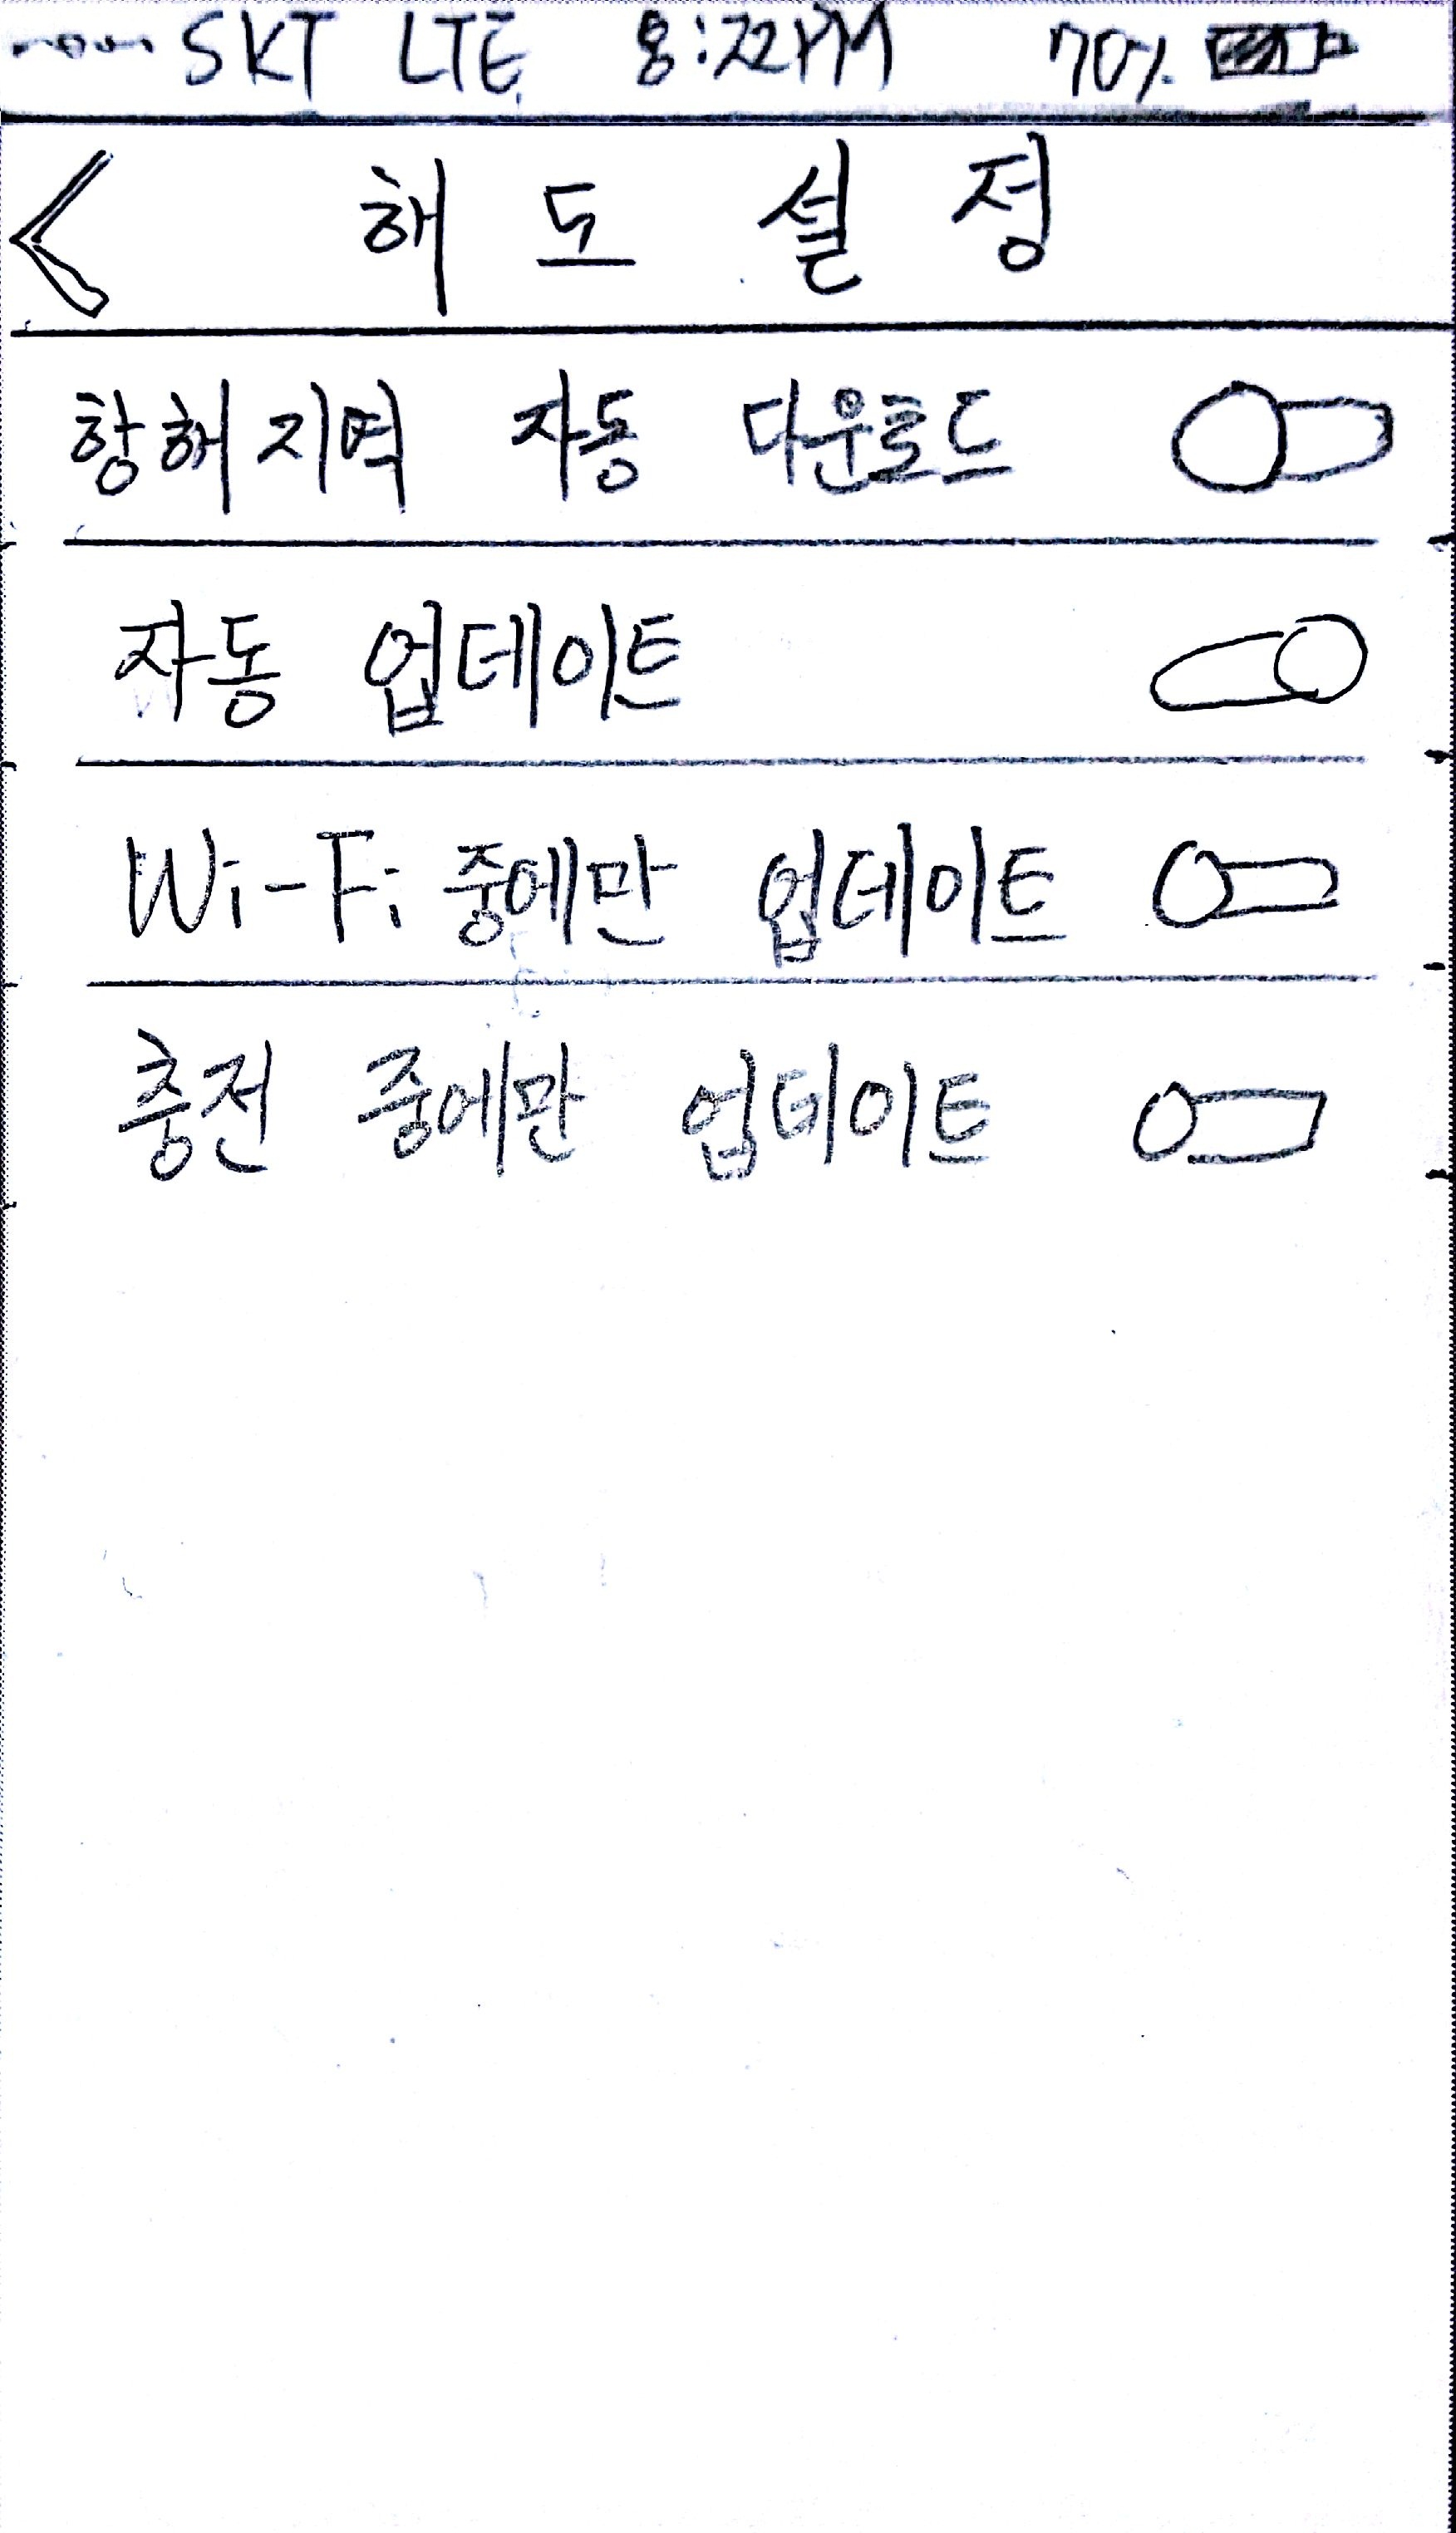 SKT LTE 8:22PM 70%
해도 설정
항해지역 자동 다운로드
자동 업데이트
Wi-Fi 중에만 업데이트
충전 중에만 업데이트